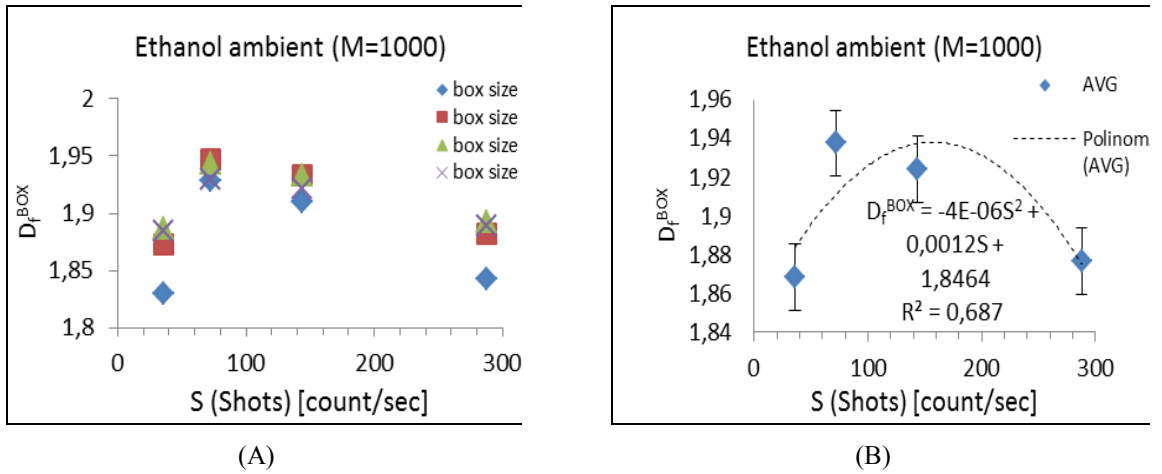 Ethanol ambient (M=1000)
box size
box size
box size
box size
2
1,95
1,9
1,85
1,8
D_f^BOX
0
100
200
300
S (Shots) [count/sec]
(A)
Ethanol ambient (M=1000)
AVG
Polinom.
(AVG)
1,96
1,94
1,92
1,9
1,88
1,86
1,84
D_f^BOX
D_f^BOX = -4E-06S² +
0,0012S +
1,8464
R² = 0,687
0
100
200
300
S (Shots) [count/sec]
(B)